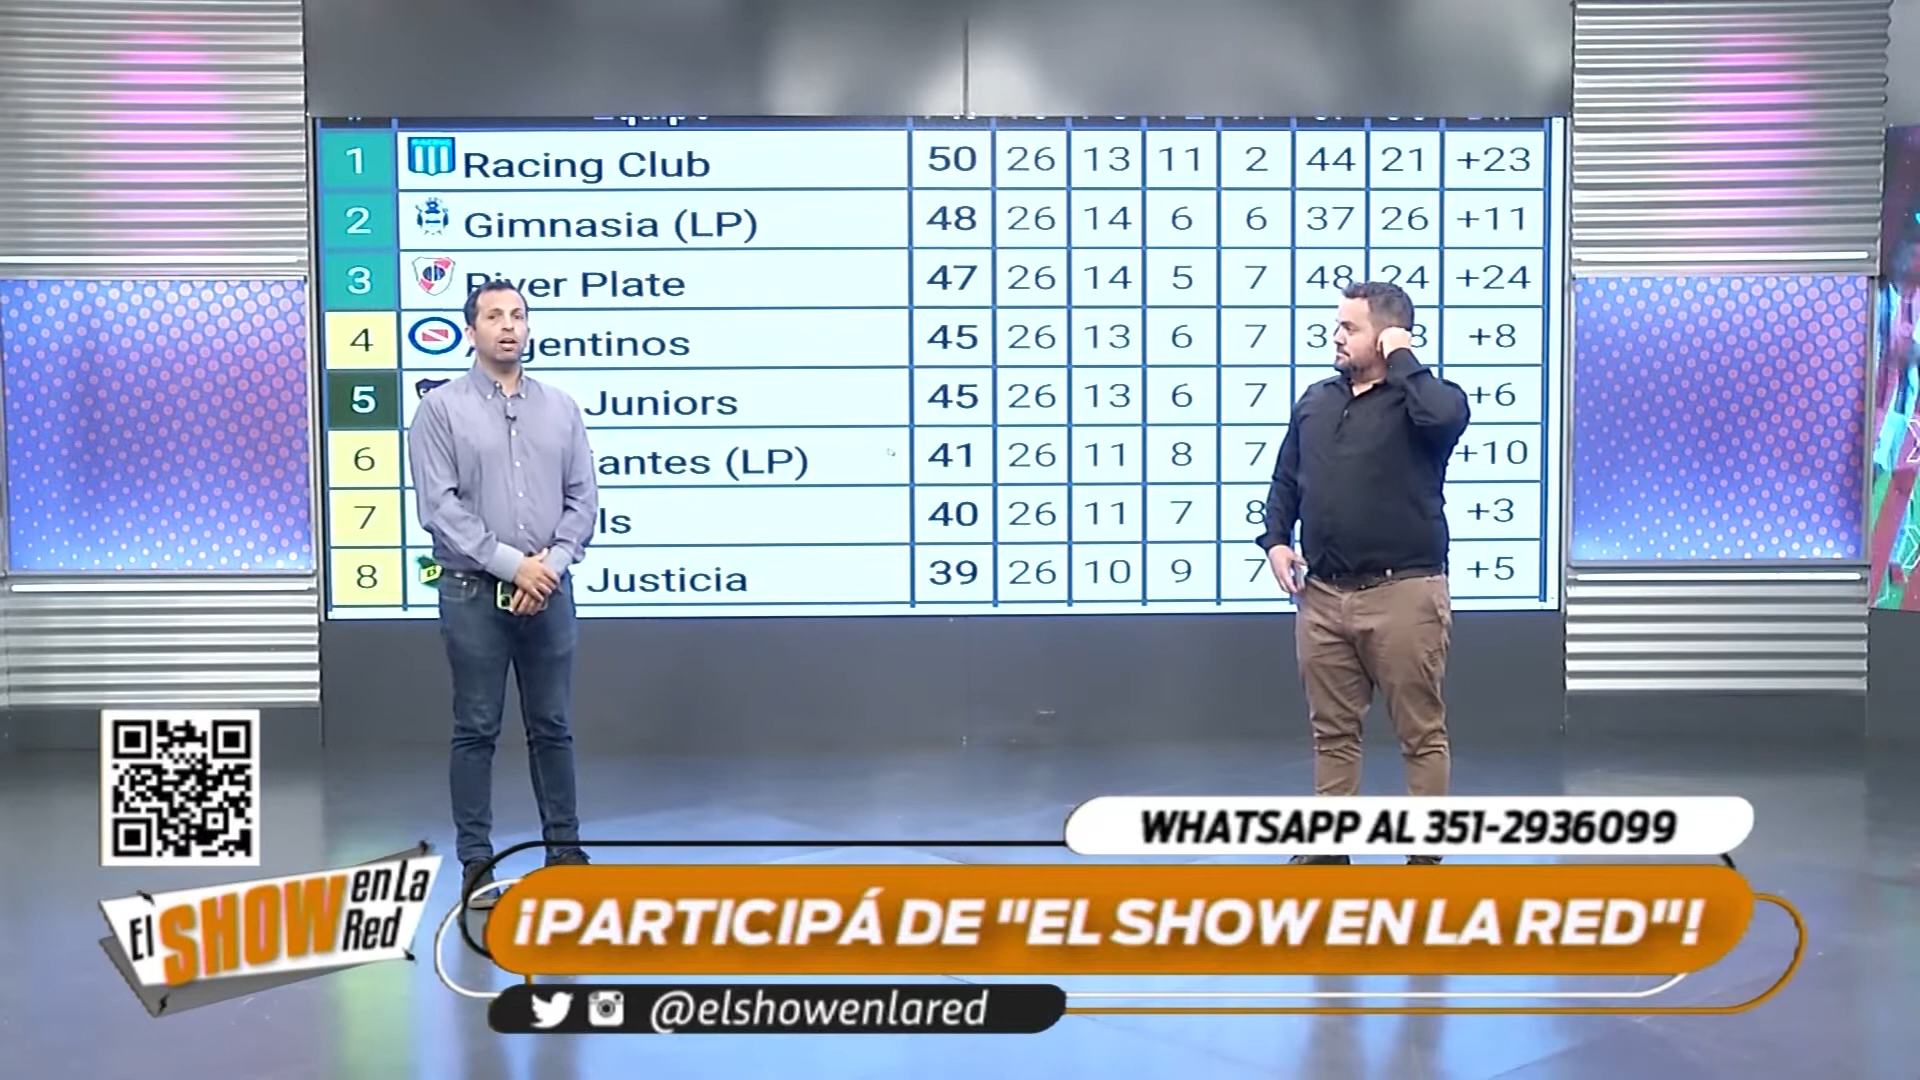 1 Racing Club 50 26 13 11 2 44 21 +23
2 Gimnasia (LP) 48 26 14 6 6 37 26 +11
3 River Plate 47 26 14 5 7 48 24 +24
4 Argentinos 45 26 13 6 7 +8
5 Juniors 45 26 13 6 7 +6
6 iantes (LP) 41 26 11 8 7 +10
7 ls 40 26 11 7 8 +3
8 Justicia 39 26 10 9 7 +5
WHATSAPP AL 351-2936099
El SHOW en La Red
¡PARTICIPÁ DE "EL SHOW EN LA RED"!
@elshowenlared